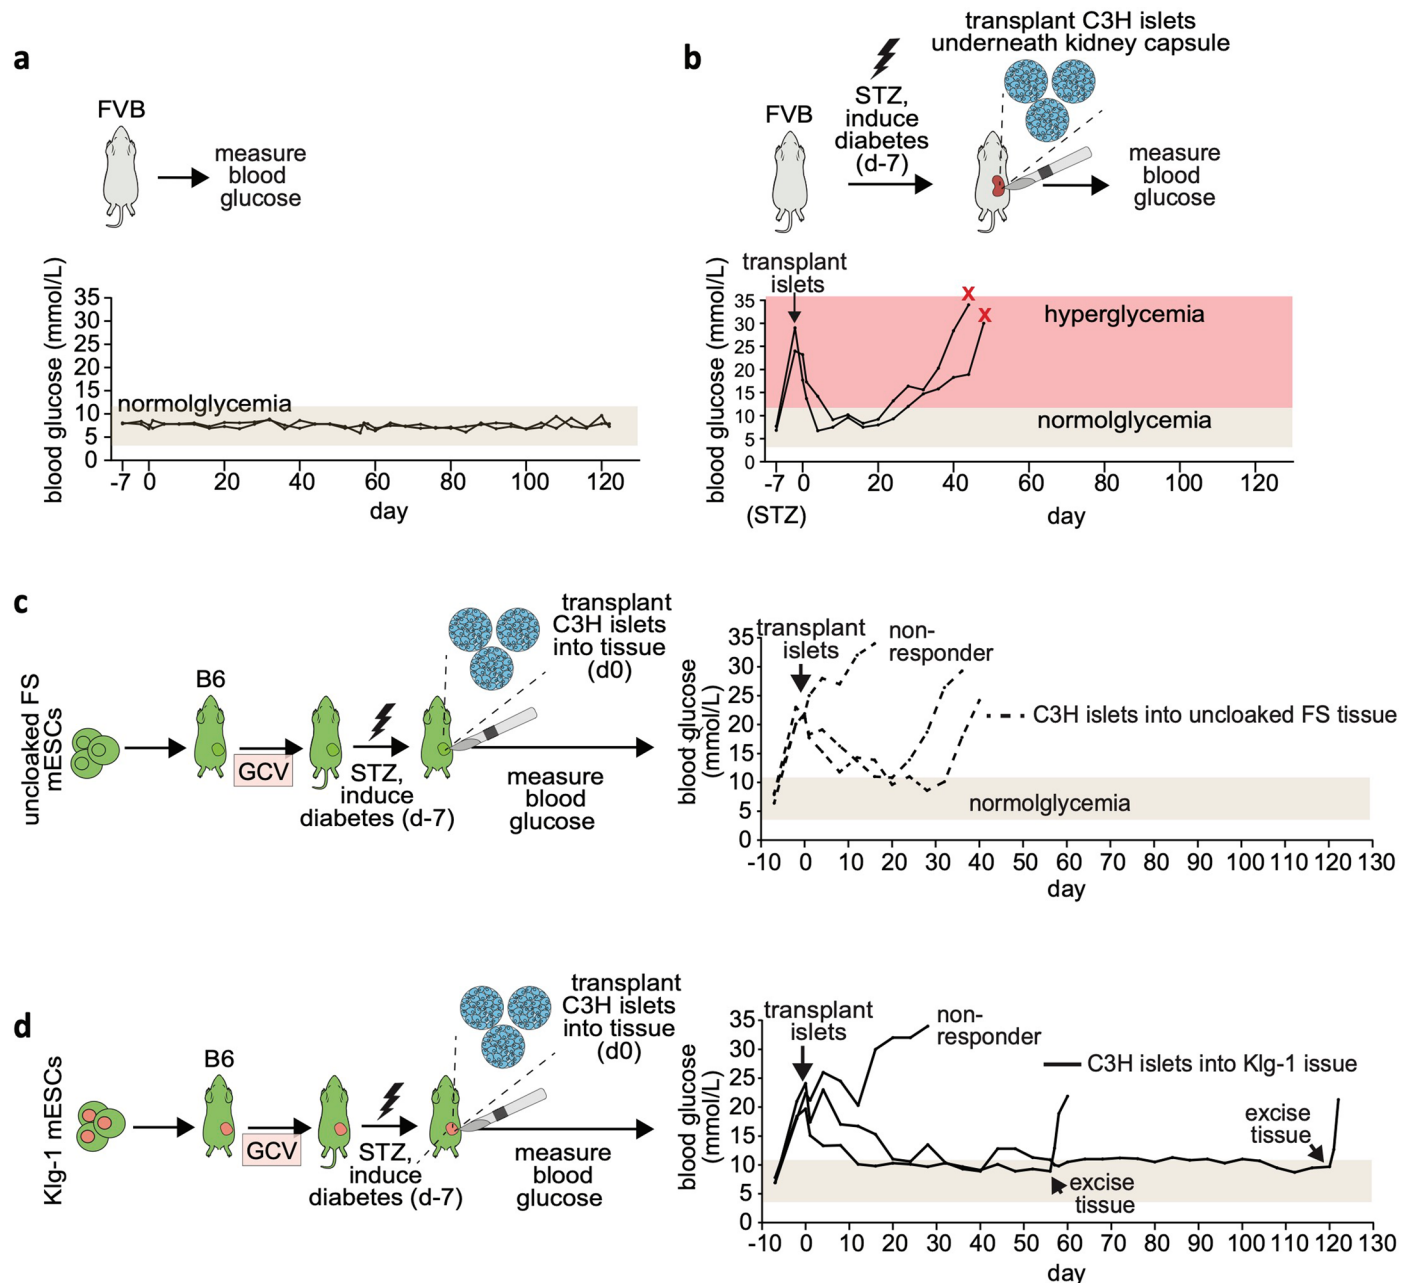 a
FVB
measure
blood
glucose
blood glucose (mmol/L)
35
30
25
20
15
10
5
0
normolglycemia
-7 0 20 40 60 80 100 120
day
b
transplant C3H islets
underneath kidney capsule
FVB
STZ,
induce
diabetes
(d-7)
measure
blood
glucose
transplant
islets
blood glucose (mmol/L)
35
30
25
20
15
10
5
0
X
X
hyperglycemia
normolglycemia
-7 0 20 40 60 80 100 120
(STZ)
day
c
uncloaked FS
mESCs
B6
GCV
STZ,
induce
diabetes (d-7)
transplant
C3H islets
into tissue
(d0)
measure
blood
glucose
blood glucose
(mmol/L)
35
30
25
20
15
10
5
0
transplant
islets
non-
responder
C3H islets into uncloaked FS tissue
normolglycemia
-10 0 10 20 30 40 50 60 70 80 90 100 110 120 130
day
d
Klg-1 mESCs
B6
GCV
STZ,
induce
diabetes (d-7)
transplant
C3H islets
into tissue
(d0)
measure
blood
glucose
blood glucose
(mmol/L)
35
30
25
20
15
10
5
0
transplant
islets
non-
responder
C3H islets into Klg-1 issue
excise
tissue
excise
tissue
-10 0 10 20 30 40 50 60 70 80 90 100 110 120 130
day